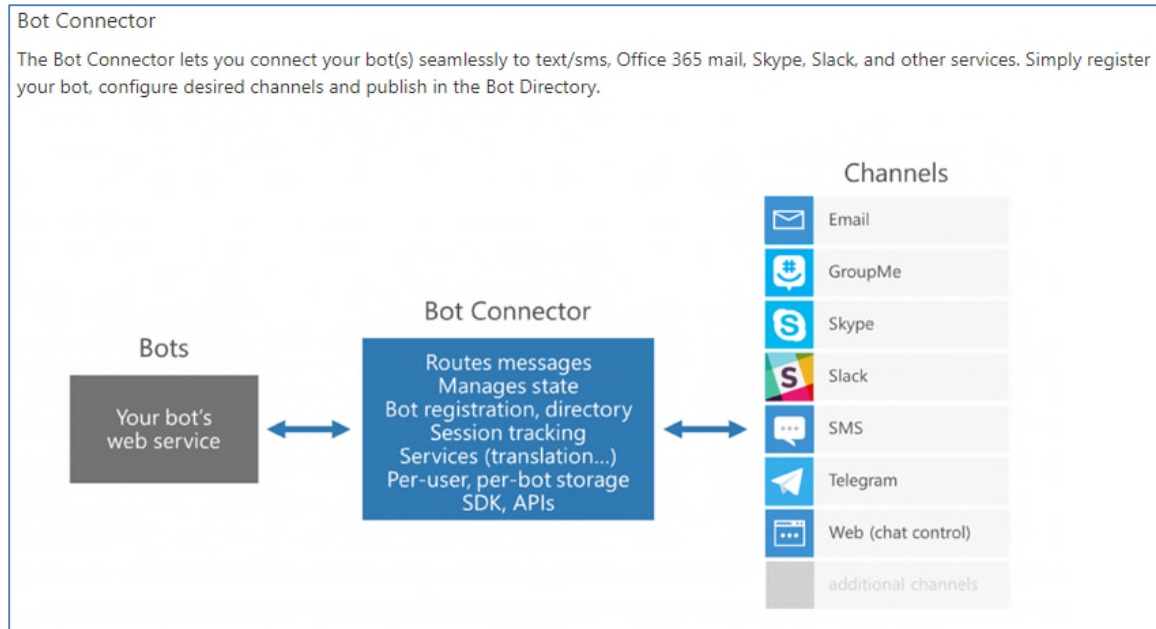 Bot Connector
The Bot Connector lets you connect your bot(s) seamlessly to text/sms, Office 365 mail, Skype, Slack, and other services. Simply register
your bot, configure desired channels and publish in the Bot Directory.
Channels
Email
GroupMe
Skype
Slack
SMS
Telegram
Web (chat control)
additional channels
Bot Connector
Routes messages
Manages state
Bot registration, directory
Session tracking
Services (translation...)
Per-user, per-bot storage
SDK, APIs
Bots
Your bot's
web service